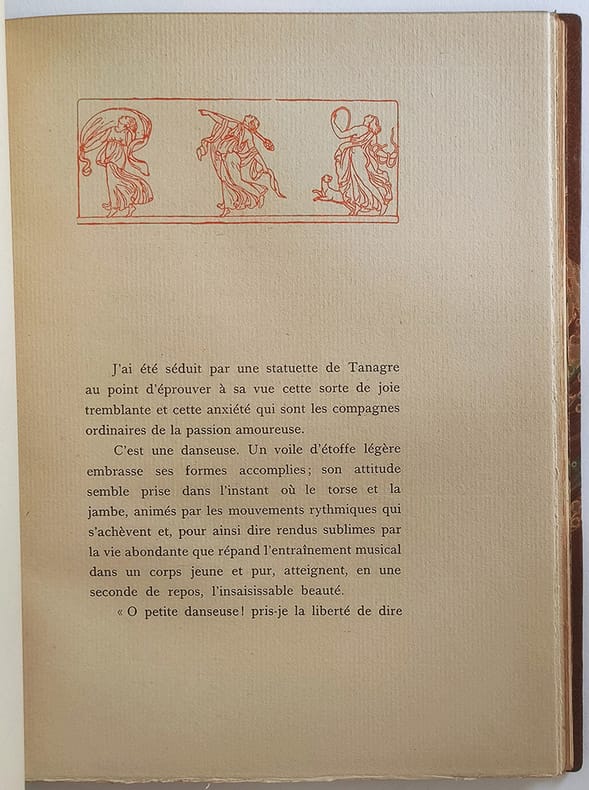 J'ai été séduit par une statuette de Tanagre
au point d'éprouver à sa vue cette sorte de joie
tremblante et cette anxiété qui sont les compagnes
ordinaires de la passion amoureuse.
C'est une danseuse. Un voile d'étoffe légère
embrasse ses formes accomplies; son attitude
semble prise dans l'instant où le torse et la
jambe, animés par les mouvements rythmiques qui
s'achèvent et, pour ainsi dire rendus sublimes par
la vie abondante que répand l'entraînement musical
dans un corps jeune et pur, atteignent, en une
seconde de repos, l'insaisissable beauté.
« O petite danseuse! pris-je la liberté de dire